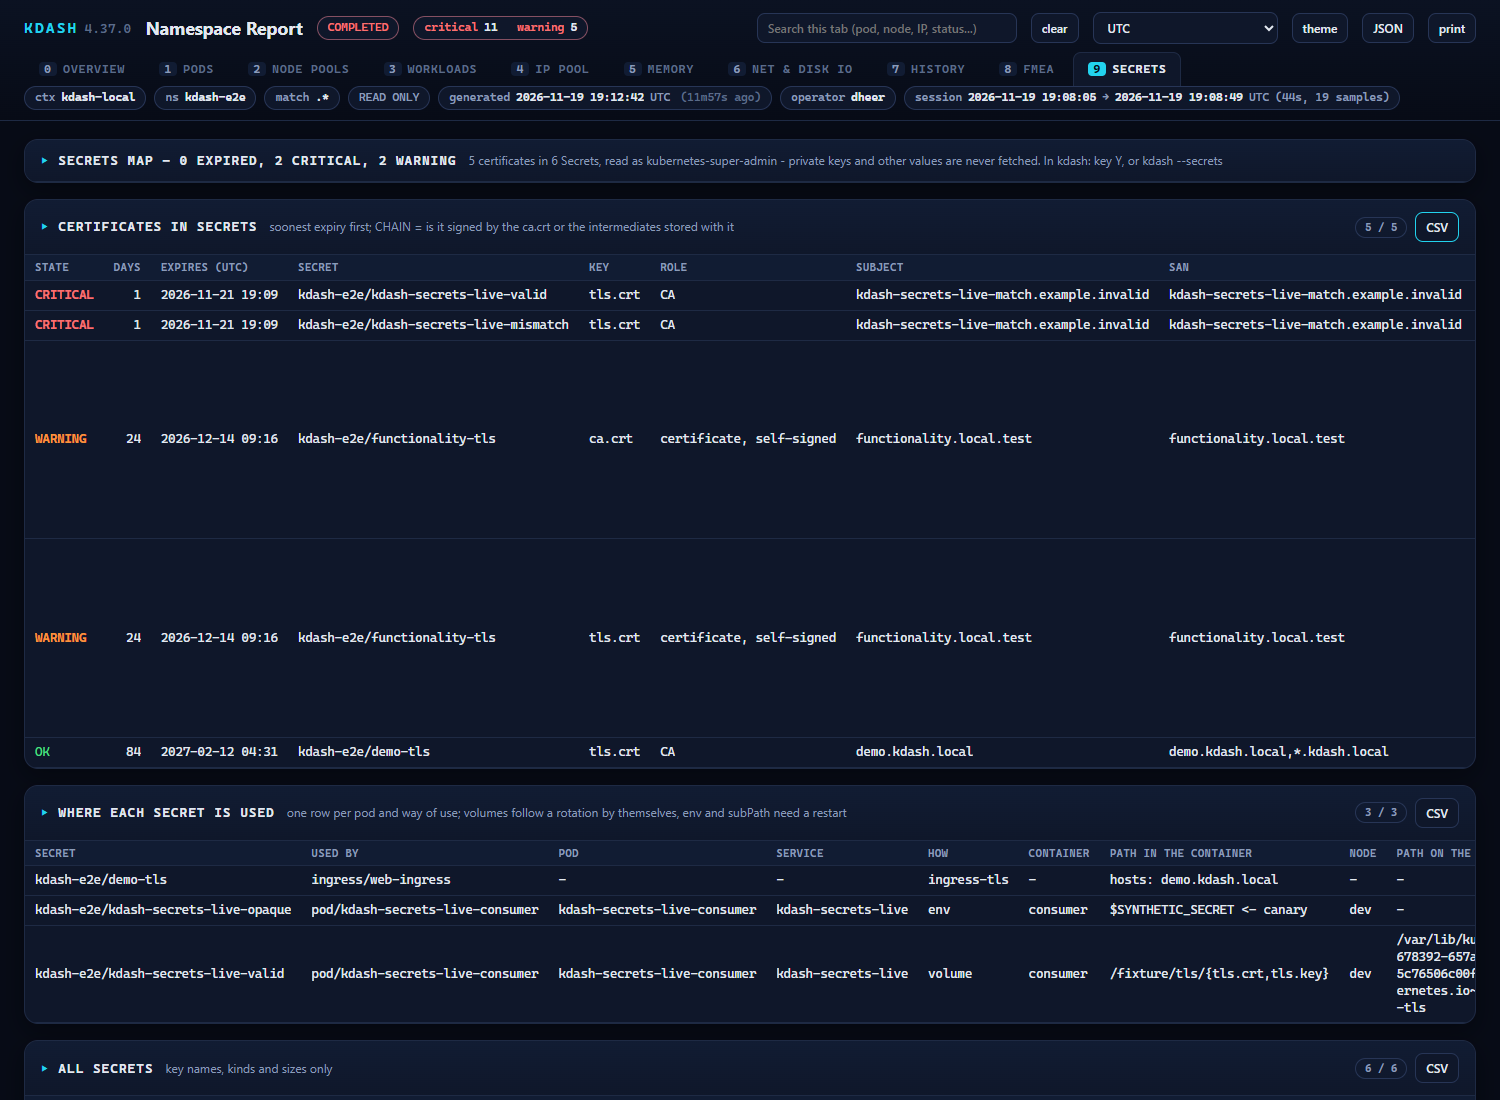 KDASH 4.37.0 Namespace Report COMPLETED critical 11 warning 5 Search this tab (pod, node, IP, status...) clear UTC theme JSON print
0 OVERVIEW 1 PODS 2 NODE POOLS 3 WORKLOADS 4 IP POOL 5 MEMORY 6 NET & DISK IO 7 HISTORY 8 FMEA 9 SECRETS
ctx kdash-local ns kdash-e2e match .* READ ONLY generated 2026-11-19 19:12:42 UTC (11m57s ago) operator dheer session 2026-11-19 19:08:05 → 2026-11-19 19:08:49 UTC (44s, 19 samples)
SECRETS MAP - 0 EXPIRED, 2 CRITICAL, 2 WARNING 5 certificates in 6 Secrets, read as kubernetes-super-admin - private keys and other values are never fetched. In kdash: key Y, or kdash --secrets
CERTIFICATES IN SECRETS soonest expiry first; CHAIN = is it signed by the ca.crt or the intermediates stored with it 5 / 5 CSV
STATE DAYS EXPIRES (UTC) SECRET KEY ROLE SUBJECT SAN
CRITICAL 1 2026-11-21 19:09 kdash-e2e/kdash-secrets-live-valid tls.crt CA kdash-secrets-live-match.example.invalid kdash-secrets-live-match.example.invalid
CRITICAL 1 2026-11-21 19:09 kdash-e2e/kdash-secrets-live-mismatch tls.crt CA kdash-secrets-live-match.example.invalid kdash-secrets-live-match.example.invalid
WARNING 24 2026-12-14 09:16 kdash-e2e/functionality-tls ca.crt certificate, self-signed functionality.local.test functionality.local.test
WARNING 24 2026-12-14 09:16 kdash-e2e/functionality-tls tls.crt certificate, self-signed functionality.local.test functionality.local.test
OK 84 2027-02-12 04:31 kdash-e2e/demo-tls tls.crt CA demo.kdash.local demo.kdash.local,*.kdash.local
WHERE EACH SECRET IS USED one row per pod and way of use; volumes follow a rotation by themselves, env and subPath need a restart 3 / 3 CSV
SECRET USED BY POD SERVICE HOW CONTAINER PATH IN THE CONTAINER NODE PATH ON THE
kdash-e2e/demo-tls ingress/web-ingress - - ingress-tls - hosts: demo.kdash.local - -
kdash-e2e/kdash-secrets-live-opaque pod/kdash-secrets-live-consumer kdash-secrets-live-consumer kdash-secrets-live env consumer $SYNTHETIC_SECRET <- canary dev -
kdash-e2e/kdash-secrets-live-valid pod/kdash-secrets-live-consumer kdash-secrets-live-consumer kdash-secrets-live volume consumer /fixture/tls/{tls.crt,tls.key} dev /var/lib/ku
678392-657a
5c76506c00f
ernetes.io~
-tls
ALL SECRETS key names, kinds and sizes only 6 / 6 CSV